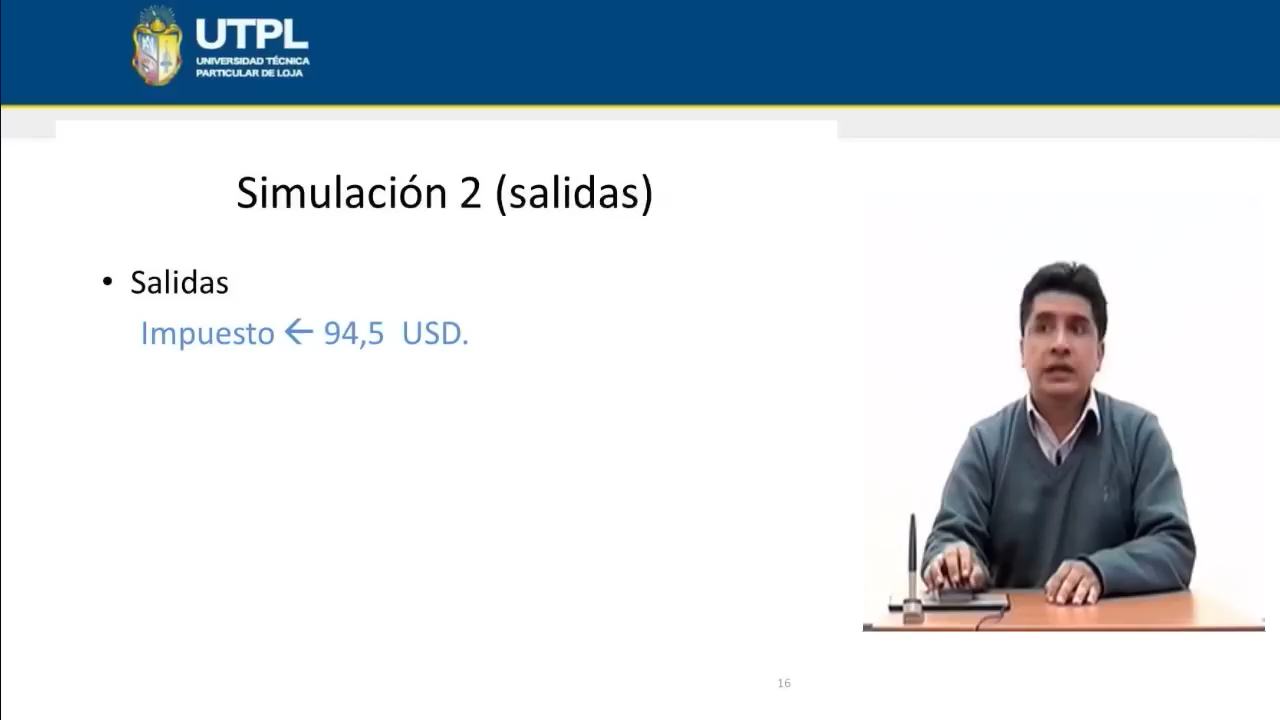 UTPL
UNIVERSIDAD TÉCNICA
PARTICULAR DE LOJA
Simulación 2 (salidas)
• Salidas
Impuesto ← 94,5 USD.
16